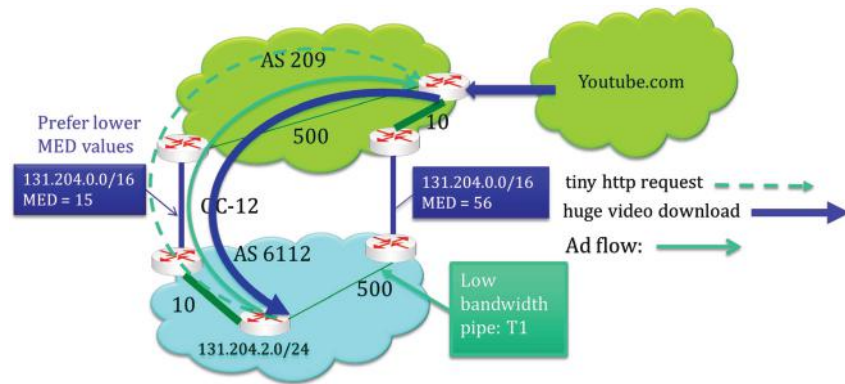 AS 209
Youtube.com
10
Prefer lower
MED values
500
131.204.0.0/16
MED = 15
131.204.0.0/16
MED = 56
tiny http request
OC-12
huge video download
AS 6112
Ad flow:
10
500
Low
bandwidth
pipe: T1
131.204.2.0/24